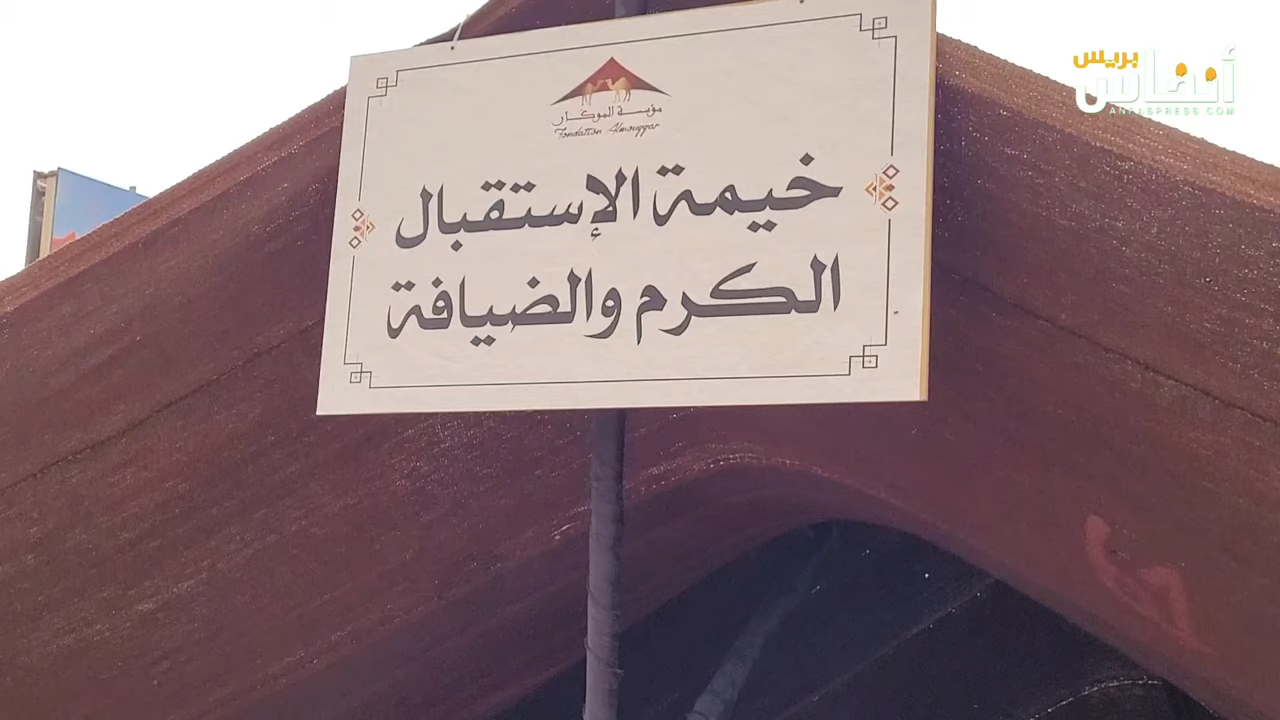 أنفاس بريس
ANFASPRESS.COM
مؤسسة الموكار
Fondation Almouggar
خيمة الإستقبال
الكرم والضيافة